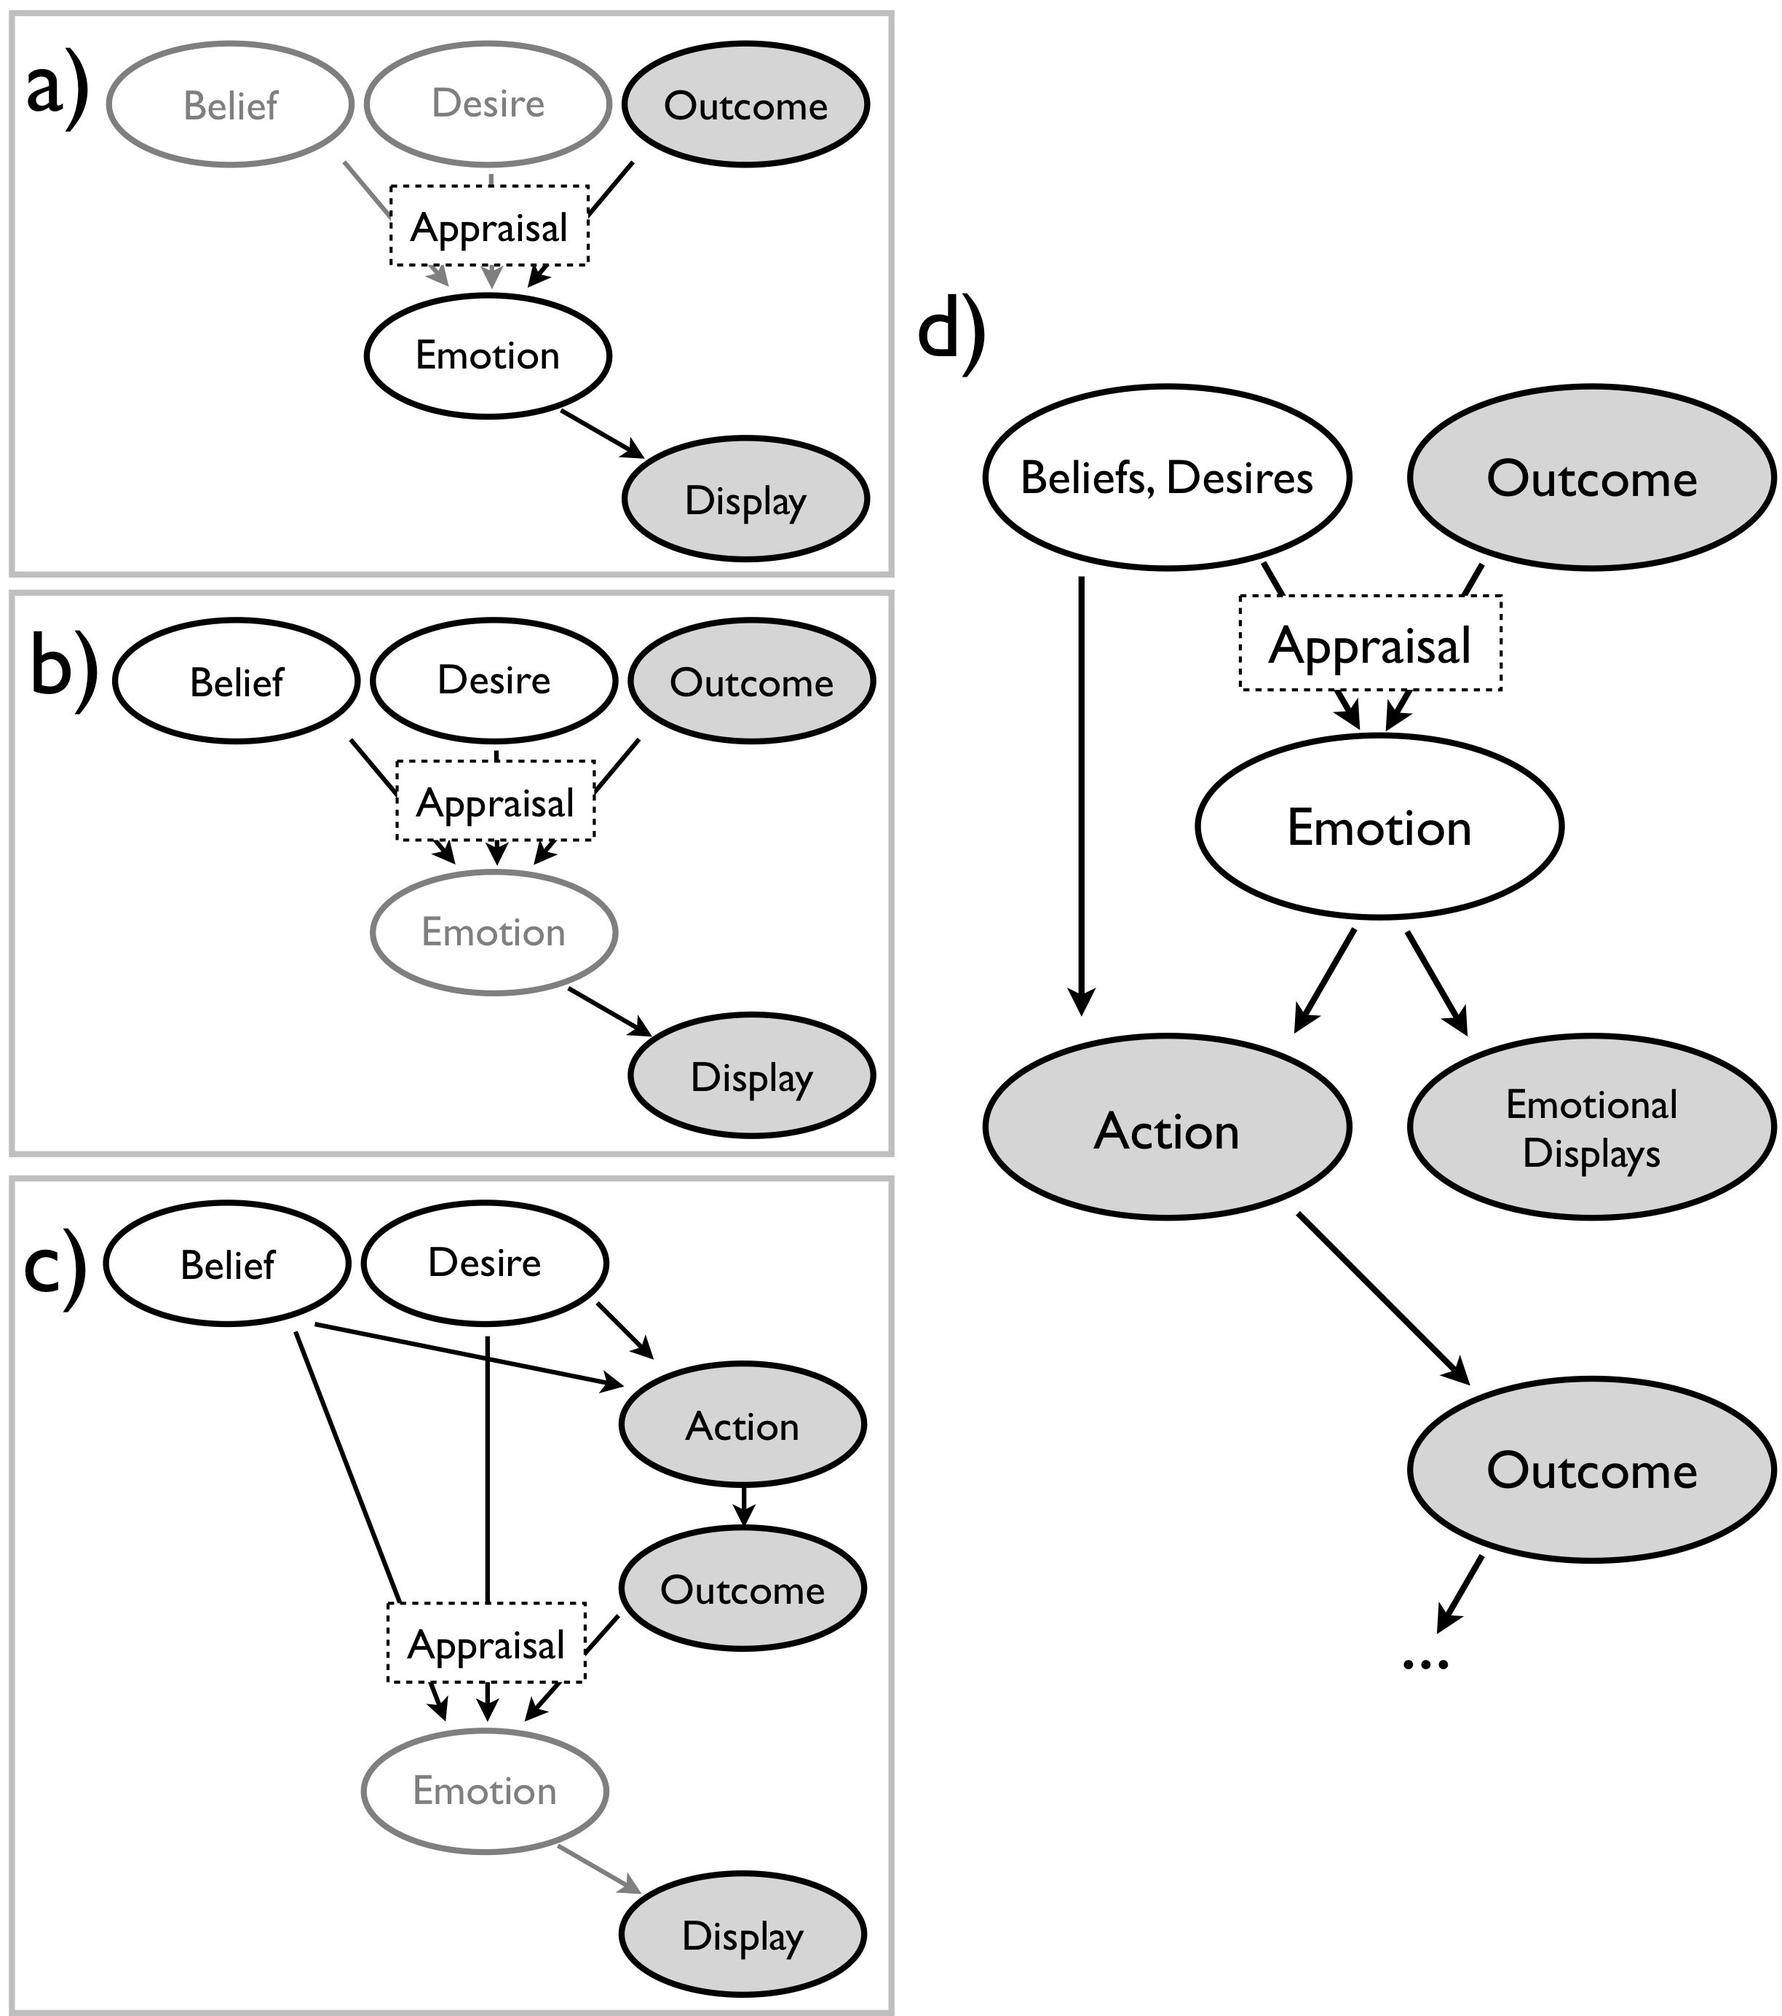 a)
Belief
Desire
Outcome
Appraisal
Emotion
Display
b)
Belief
Desire
Outcome
Appraisal
Emotion
Display
c)
Belief
Desire
Action
Outcome
Appraisal
Emotion
Display
d)
Beliefs, Desires
Outcome
Appraisal
Emotion
Action
Emotional
Displays
Outcome
...